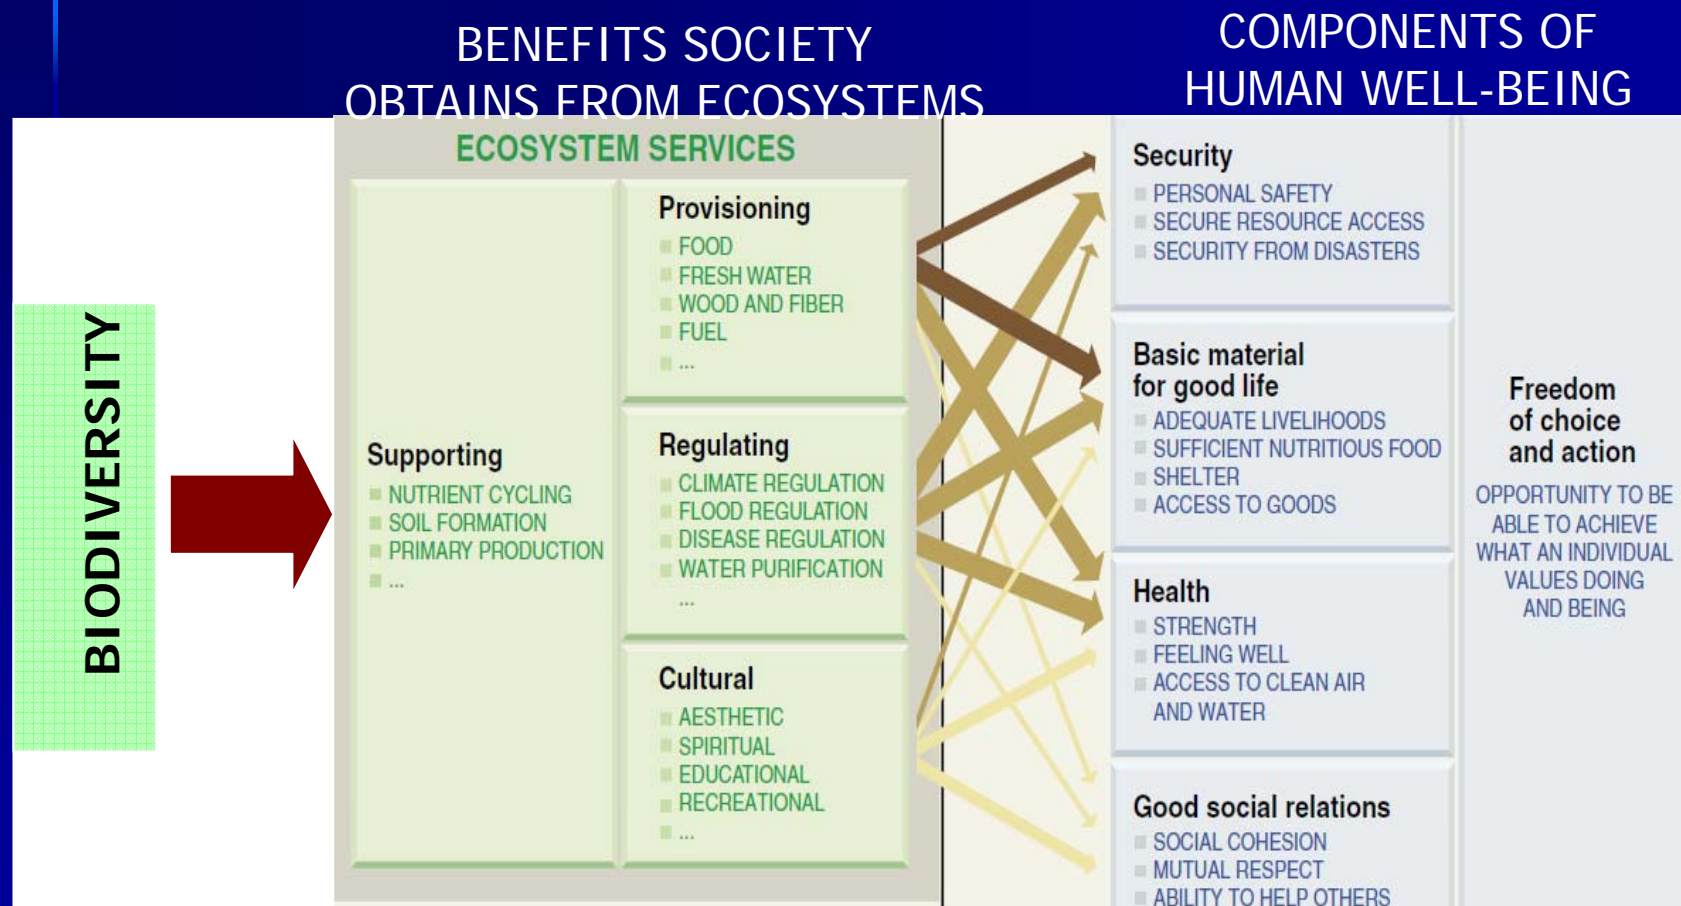 BENEFITS SOCIETY
OBTAINS FROM ECOSYSTEMS
COMPONENTS OF
HUMAN WELL-BEING
BIODIVERSITY
ECOSYSTEM SERVICES
Supporting
NUTRIENT CYCLING
SOIL FORMATION
PRIMARY PRODUCTION
...
Provisioning
FOOD
FRESH WATER
WOOD AND FIBER
FUEL
...
Regulating
CLIMATE REGULATION
FLOOD REGULATION
DISEASE REGULATION
WATER PURIFICATION
...
Cultural
AESTHETIC
SPIRITUAL
EDUCATIONAL
RECREATIONAL
...
Security
PERSONAL SAFETY
SECURE RESOURCE ACCESS
SECURITY FROM DISASTERS
Basic material
for good life
ADEQUATE LIVELIHOODS
SUFFICIENT NUTRITIOUS FOOD
SHELTER
ACCESS TO GOODS
Health
STRENGTH
FEELING WELL
ACCESS TO CLEAN AIR
AND WATER
Good social relations
SOCIAL COHESION
MUTUAL RESPECT
ABILITY TO HELP OTHERS
Freedom
of choice
and action
OPPORTUNITY TO BE
ABLE TO ACHIEVE
WHAT AN INDIVIDUAL
VALUES DOING
AND BEING